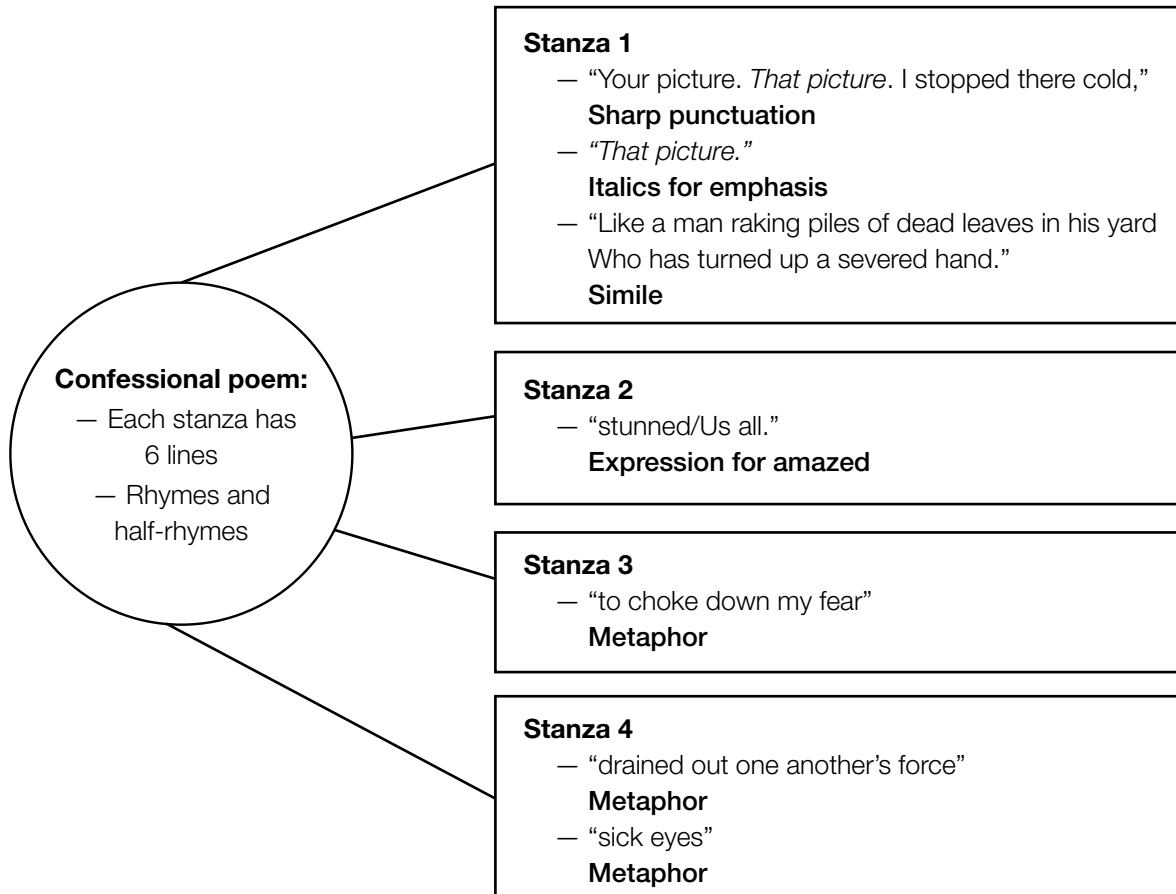 Confessional poem:
— Each stanza has
6 lines
— Rhymes and
half-rhymes
Stanza 1
— “Your picture. That picture. I stopped there cold,”
Sharp punctuation
— “That picture.”
Italics for emphasis
— “Like a man raking piles of dead leaves in his yard
Who has turned up a severed hand.”
Simile
Stanza 2
— “stunned/Us all.”
Expression for amazed
Stanza 3
— “to choke down my fear”
Metaphor
Stanza 4
— “drained out one another’s force”
Metaphor
— “sick eyes”
Metaphor